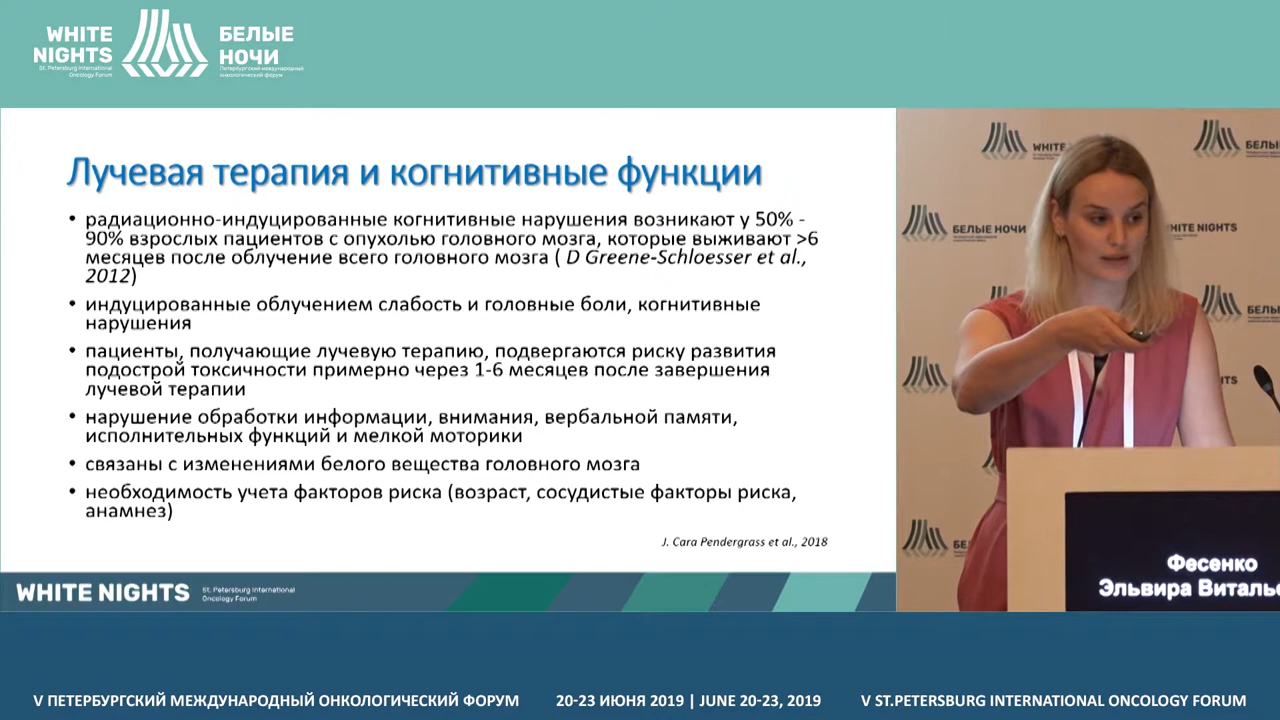 WHITE
NIGHTS
St. Petersburg International
Oncology Forum
БЕЛЫЕ
НОЧИ
Петербургский международный
онкологический форум
Лучевая терапия и когнитивные функции
• радиационно-индуцированные когнитивные нарушения возникают у 50% -
90% взрослых пациентов с опухолью головного мозга, которые выживают >6
месяцев после облучения всего головного мозга ( D Greene-Schloesser et al.,
2012)
• индуцированные облучением слабость и головные боли, когнитивные
нарушения
• пациенты, получающие лучевую терапию, подвергаются риску развития
подострой токсичности примерно через 1-6 месяцев после завершения
лучевой терапии
• нарушение обработки информации, внимания, вербальной памяти,
исполнительных функций и мелкой моторики
• связаны с изменениями белого вещества головного мозга
• необходимость учета факторов риска (возраст, сосудистые факторы риска,
анамнез)
J. Cara Pendergrass et al., 2018
WHITE NIGHTS
St. Petersburg International
Oncology Forum
WHITE
БЕЛЫЕ
БЕЛЫЕ НОЧИ
WHITE NIGHTS
Фесенко
Эльвира Виталье
V ПЕТЕРБУРГСКИЙ МЕЖДУНАРОДНЫЙ ОНКОЛОГИЧЕСКИЙ ФОРУМ
20-23 ИЮНЯ 2019 | JUNE 20-23, 2019
V ST.PETERSBURG INTERNATIONAL ONCOLOGY FORUM